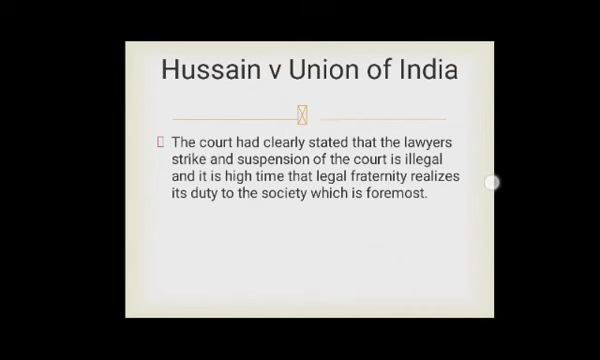 Hussain v Union of India
The court had clearly stated that the lawyers
strike and suspension of the court is illegal
and it is high time that legal fraternity realizes
its duty to the society which is foremost.